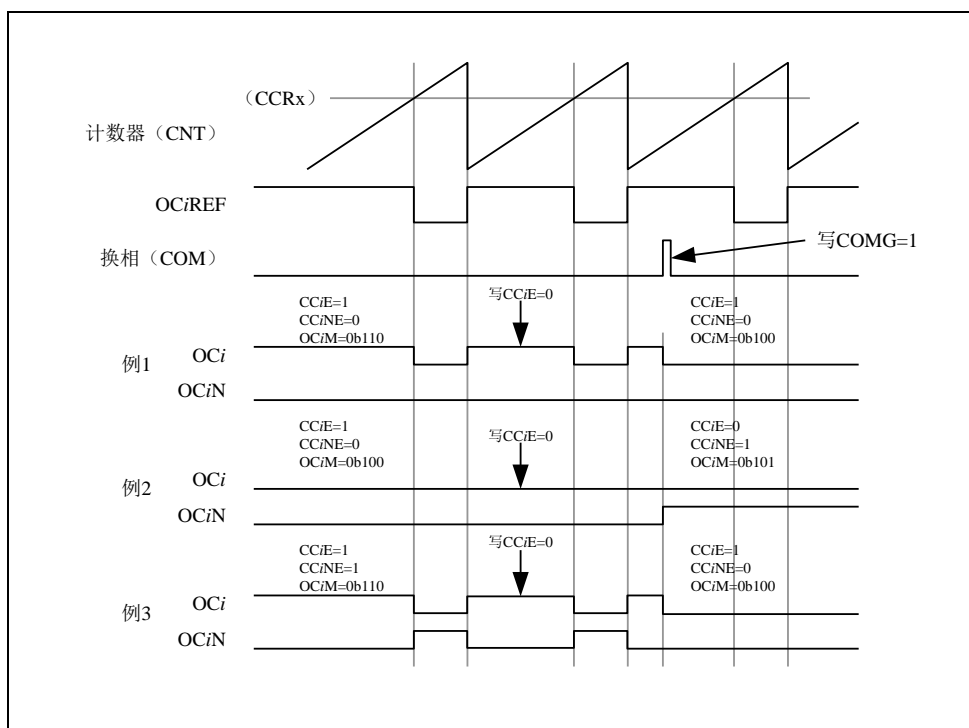 （CCRx）
计数器（CNT）
OCiREF
换相（COM）
写COMG=1
CCiE=1
CCiNE=0
OCiM=0b110
写CCiE=0
CCiE=1
CCiNE=0
OCiM=0b100
例1
OCi
OCiN
CCiE=1
CCiNE=0
OCiM=0b100
写CCiE=0
CCiE=0
CCiNE=1
OCiM=0b101
例2
OCi
OCiN
CCiE=1
CCiNE=1
OCiM=0b110
写CCiE=0
CCiE=1
CCiNE=0
OCiM=0b100
例3
OCi
OCiN